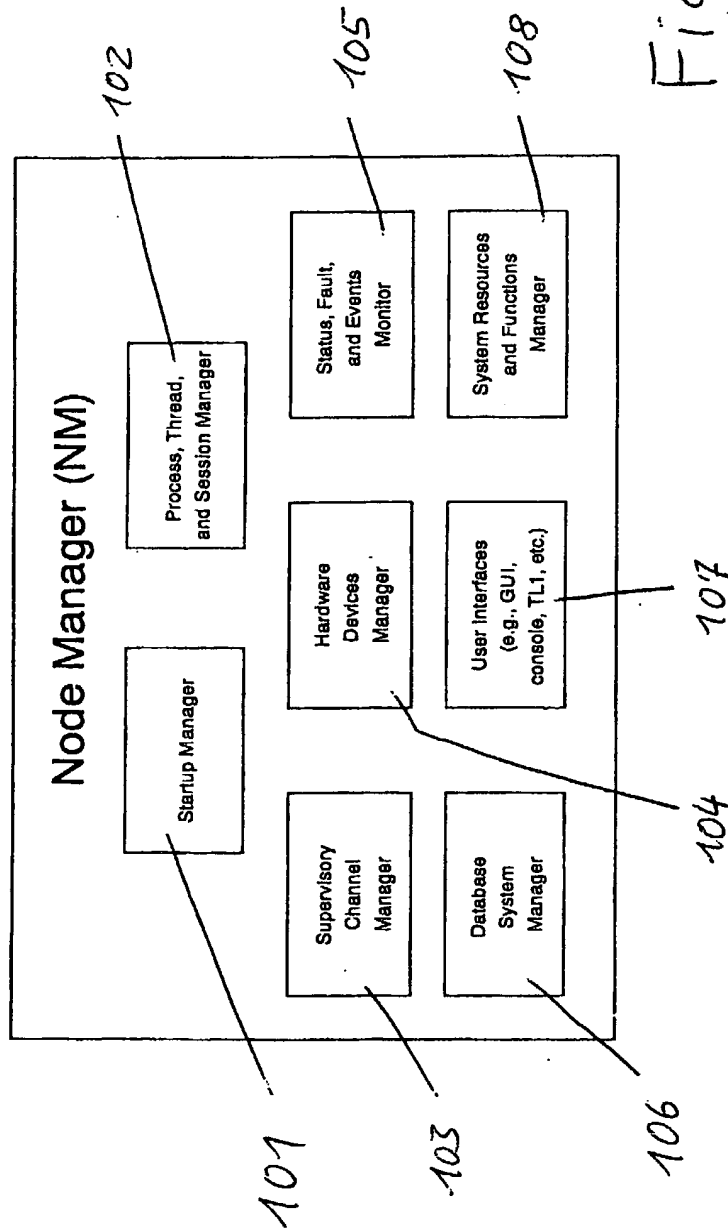 Node Manager (NM)
102
Startup Manager
Process, Thread,
and Session Manager
101
105
Supervisory
Channel
Manager
Hardware
Devices
Manager
Status, Fault,
and Events
Monitor
103
Database
System
Manager
User Interfaces
(e.g., GUI,
console, TL1, etc.)
System Resources
and Functions
Manager
108
106
104
107